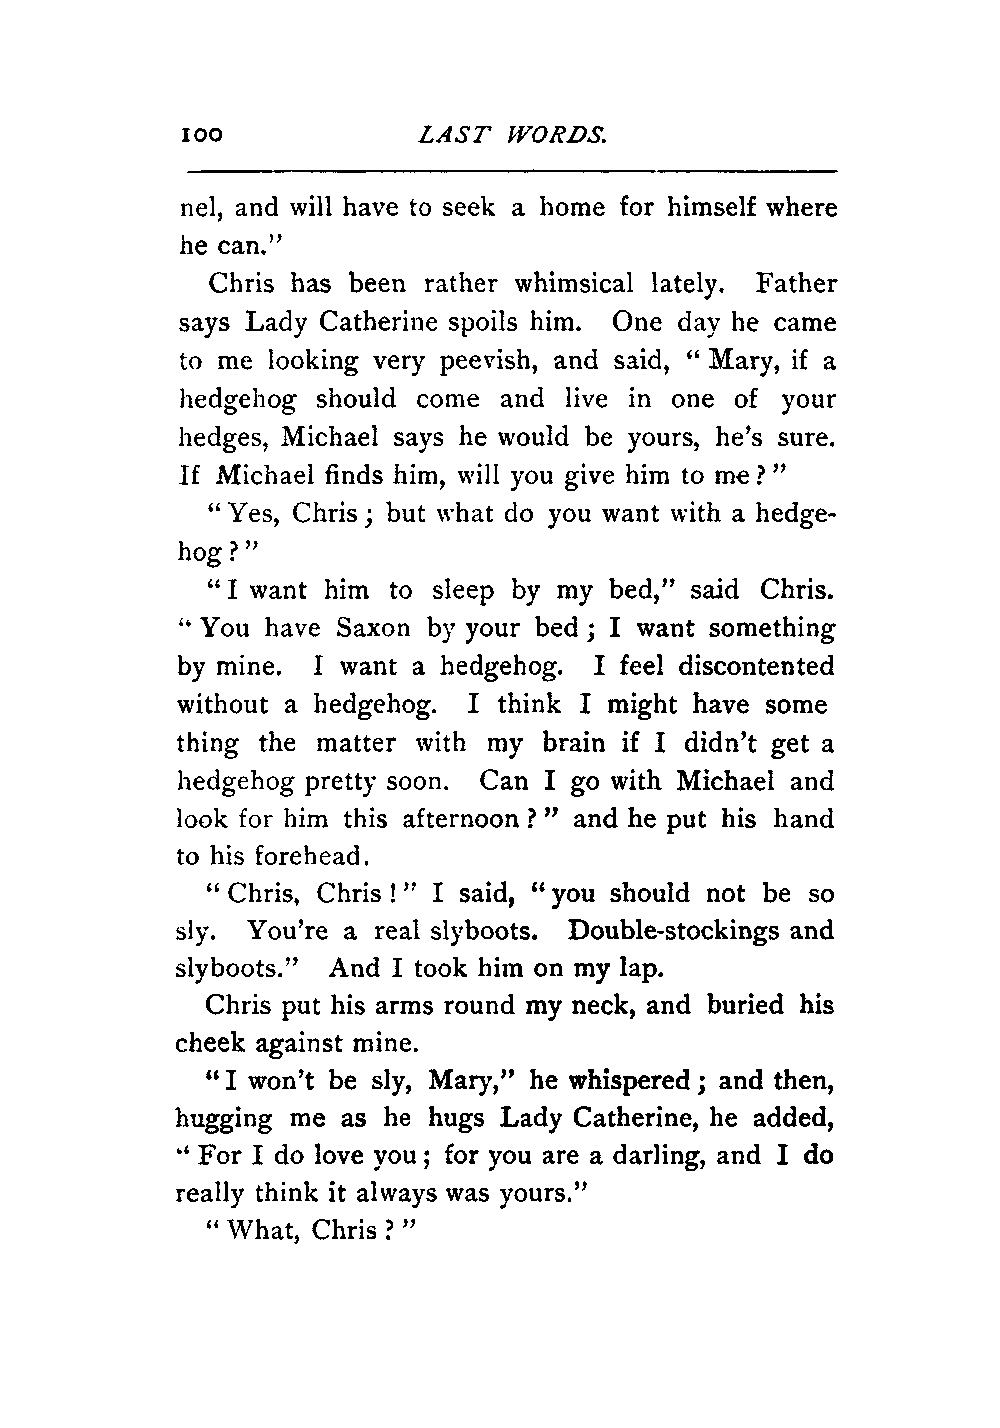 100 LAST WORDS.
nel, and will have to seek a home for himself where
he can."
Chris has been rather whimsical lately. Father
says Lady Catherine spoils him. One day he came
to me looking very peevish, and said, "Mary, if a
hedgehog should come and live in one of your
hedges, Michael says he would be yours, he's sure.
If Michael finds him, will you give him to me?"
"Yes, Chris; but what do you want with a hedge-
hog?"
"I want him to sleep by my bed," said Chris.
"You have Saxon by your bed; I want something
by mine. I want a hedgehog. I feel discontented
without a hedgehog. I think I might have some
thing the matter with my brain if I didn't get a
hedgehog pretty soon. Can I go with Michael and
look for him this afternoon?" and he put his hand
to his forehead.
"Chris, Chris!" I said, "you should not be so
sly. You're a real slyboots. Double-stockings and
slyboots." And I took him on my lap.
Chris put his arms round my neck, and buried his
cheek against mine.
"I won't be sly, Mary," he whispered; and then,
hugging me as he hugs Lady Catherine, he added,
"For I do love you; for you are a darling, and I do
really think it always was yours."
"What, Chris?"